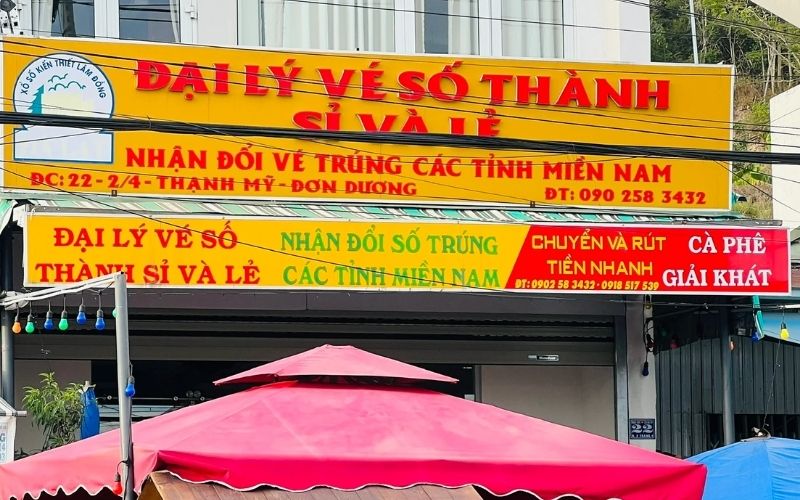 XỔ SỐ KIẾN THIẾT LÂM ĐỒNG
ĐẠI LÝ VÉ SỐ THÀNH
SỈ VÀ LẺ
NHẬN ĐỔI VÉ TRÚNG CÁC TỈNH MIỀN NAM
ĐC: 22 - 2/4 - THẠNH MỸ - ĐƠN DƯƠNG
ĐT: 090 258 3432
ĐẠI LÝ VÉ SỐ
THÀNH SỈ VÀ LẺ
NHẬN ĐỔI SỐ TRÚNG
CÁC TỈNH MIỀN NAM
CHUYỂN VÀ RÚT
TIỀN NHANH
ĐT: 0902 58 3432 - 0918 517 539
CÀ PHÊ
GIẢI KHÁT
22